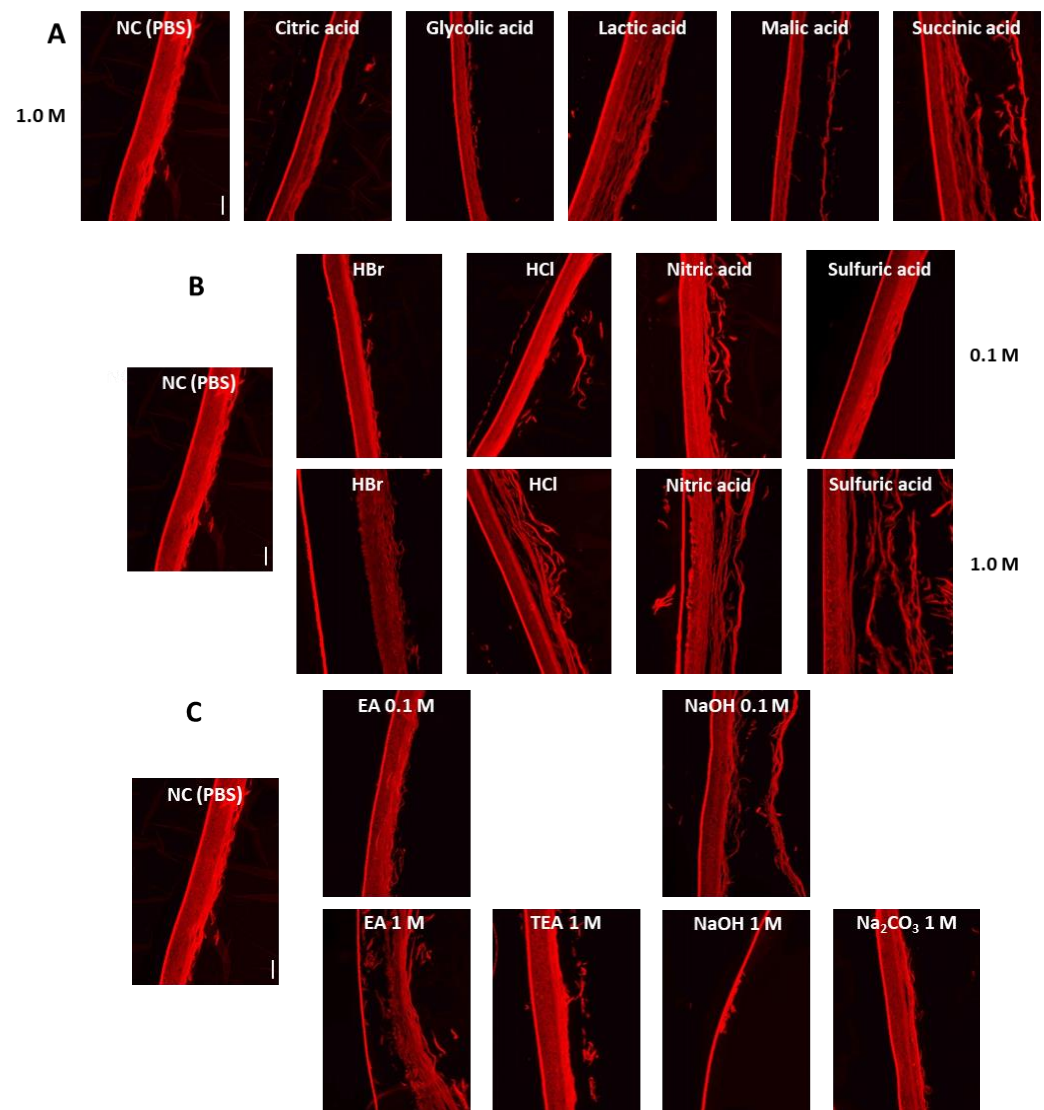 A
NC (PBS)
Citric acid
Glycolic acid
Lactic acid
Malic acid
Succinic acid
1.0 M
B
HBr
HCl
Nitric acid
Sulfuric acid
0.1 M
NC (PBS)
HBr
HCl
Nitric acid
Sulfuric acid
1.0 M
C
EA 0.1 M
NaOH 0.1 M
NC (PBS)
EA 1 M
TEA 1 M
NaOH 1 M
Na₂CO₃ 1 M